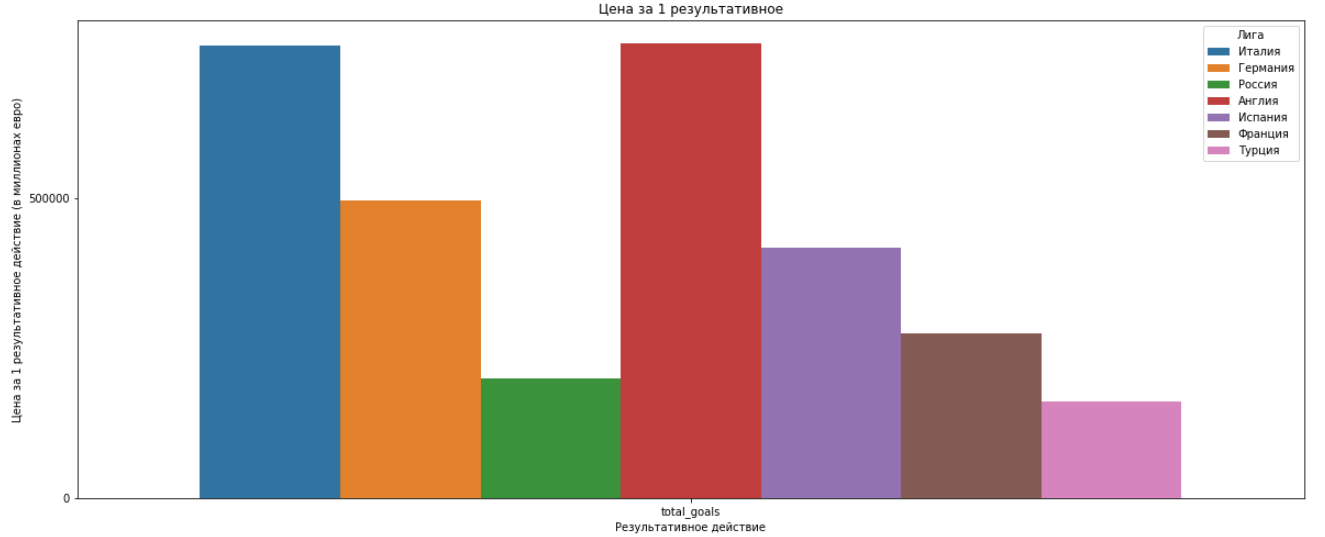 Цена за 1 результативное
Цена за 1 результативное действие (в миллионах евро)
500000
0
Лига
Италия
Германия
Россия
Англия
Испания
Франция
Турция
total_goals
Результативное действие